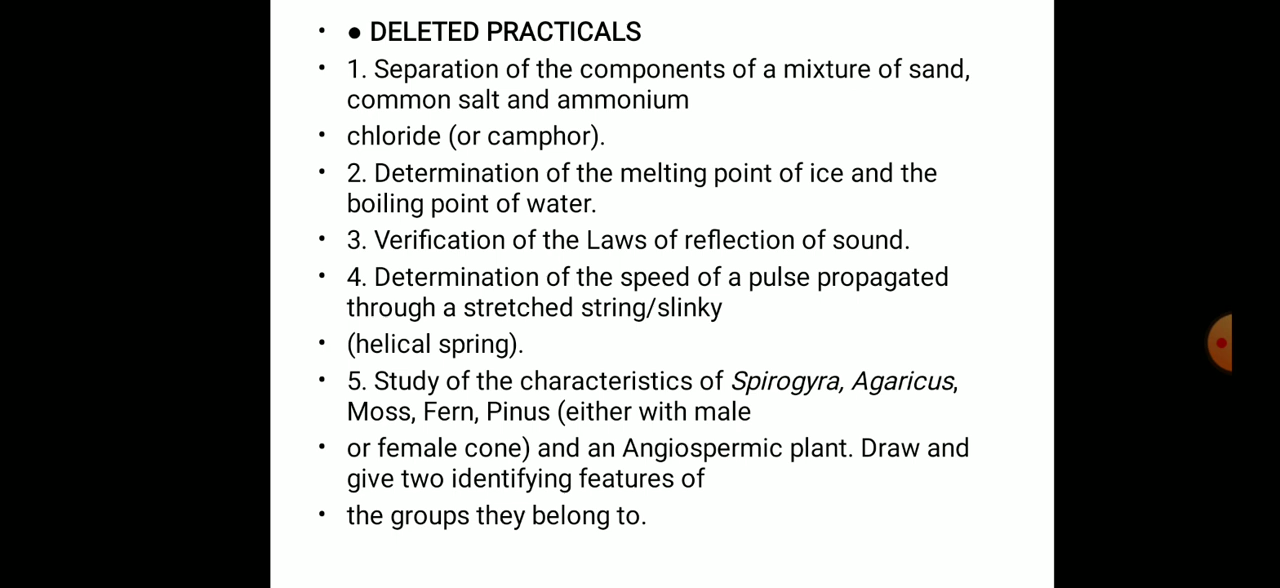 • ● DELETED PRACTICALS
• 1. Separation of the components of a mixture of sand,
common salt and ammonium
• chloride (or camphor).
• 2. Determination of the melting point of ice and the
boiling point of water.
• 3. Verification of the Laws of reflection of sound.
• 4. Determination of the speed of a pulse propagated
through a stretched string/slinky
• (helical spring).
• 5. Study of the characteristics of Spirogyra, Agaricus,
Moss, Fern, Pinus (either with male
• or female cone) and an Angiospermic plant. Draw and
give two identifying features of
• the groups they belong to.